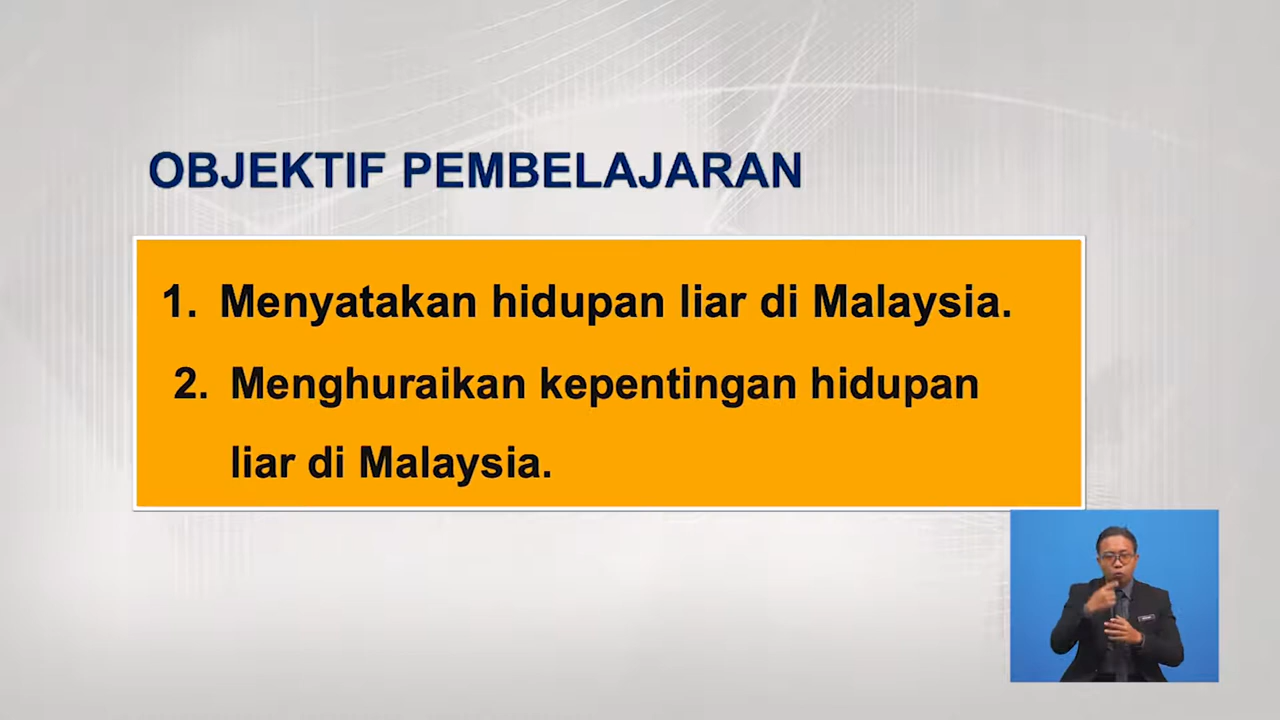 OBJEKTIF PEMBELAJARAN
1. Menyatakan hidupan liar di Malaysia.
2. Menghuraikan kepentingan hidupan
liar di Malaysia.